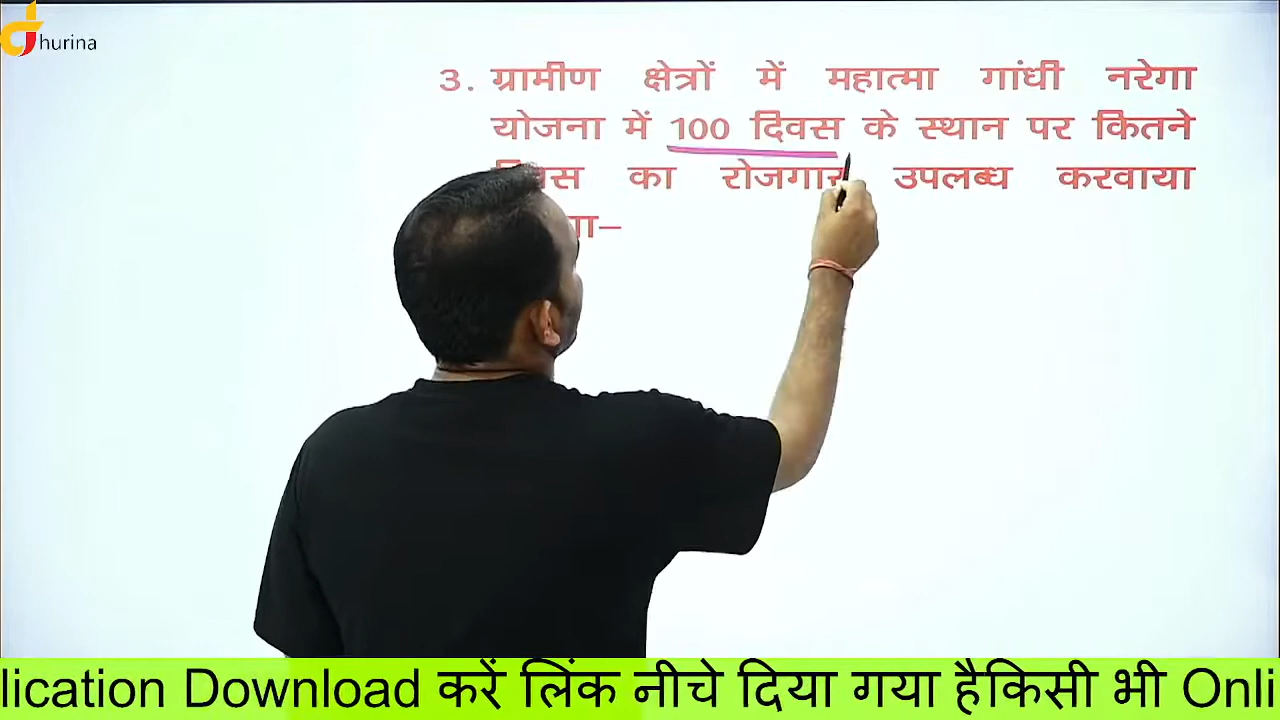 hurina
3. ग्रामीण क्षेत्रों में महात्मा गांधी नरेगा
योजना में 100 दिवस के स्थान पर कितने
का रोजगार उपलब्ध करवाया
lication Download करें लिंक नीचे दिया गया हैकिसी भी Onli